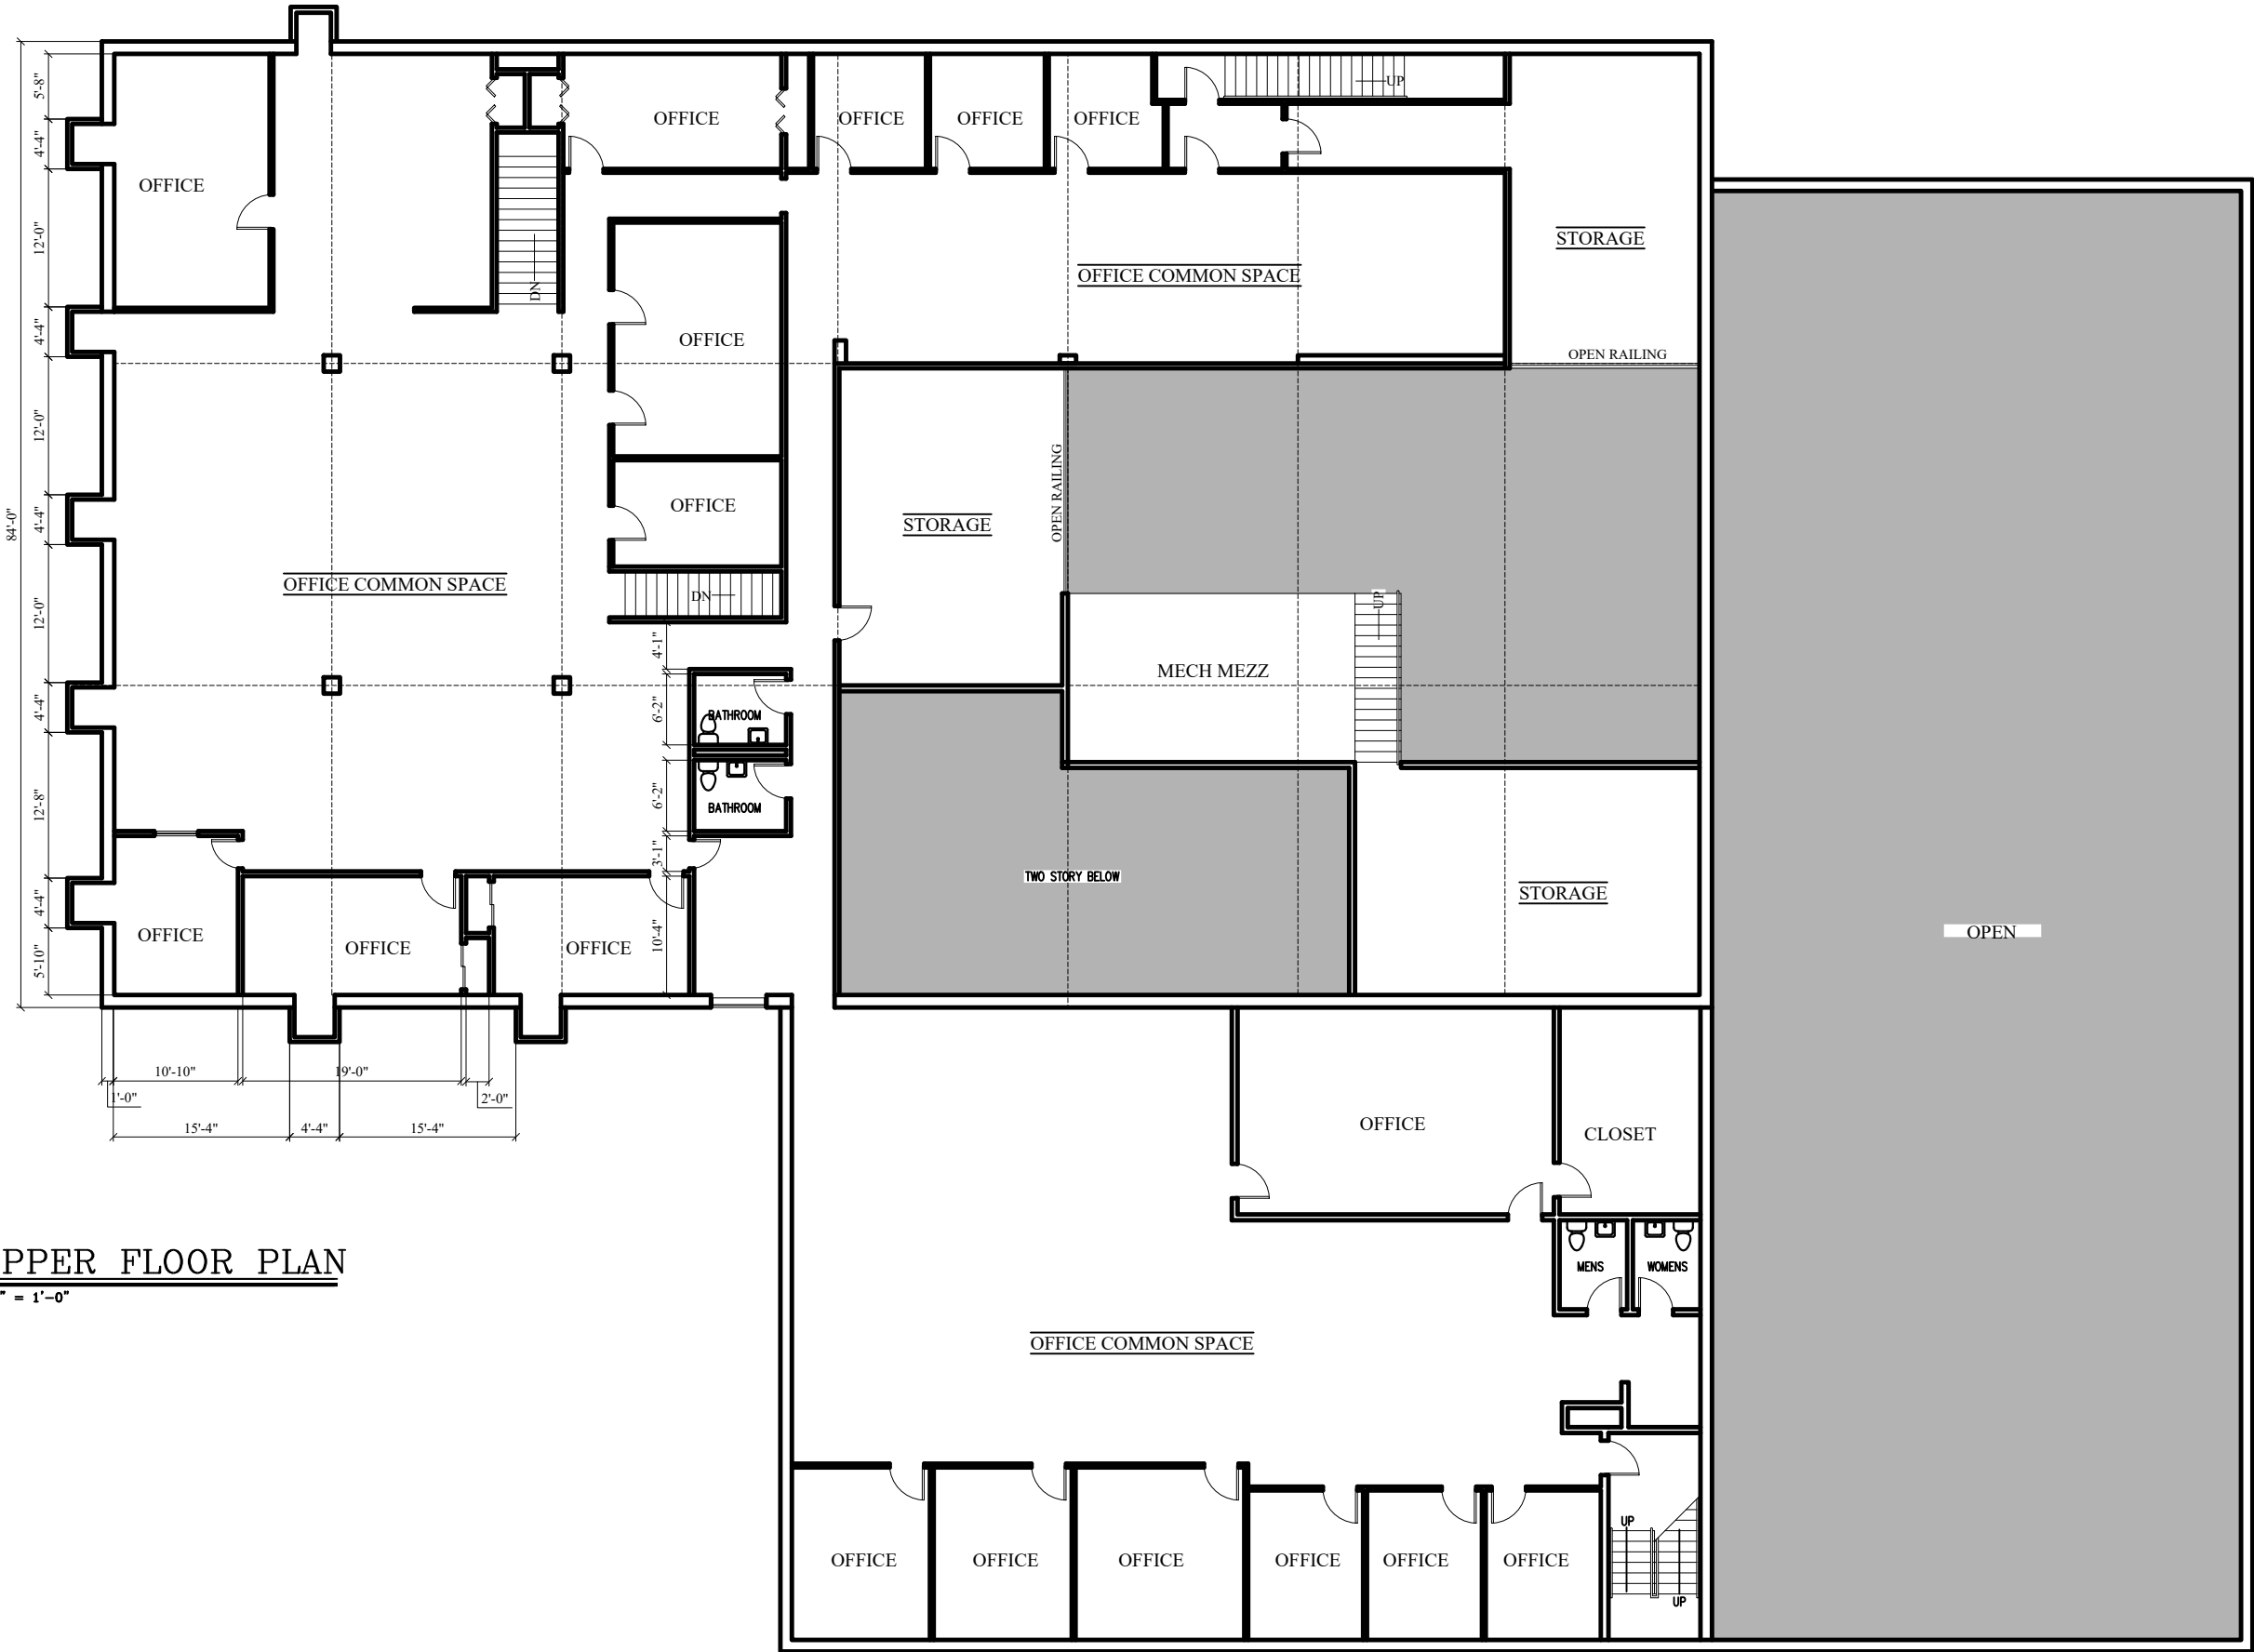 UP
OFFICE
OFFICE
OFFICE
OFFICE
OFFICE
STORAGE
OFFICE COMMON SPACE
DN
OFFICE
OPEN RAILING
OFFICE
STORAGE
OPEN RAILING
OFFICE COMMON SPACE
DN
UP
MECH MEZZ
BATHROOM
BATHROOM
TWO STORY BELOW
STORAGE
OFFICE
OFFICE
OFFICE
OPEN
5'-8"
4'-4"
12'-0"
4'-4"
12'-0"
4'-4"
12'-0"
4'-4"
12'-8"
4'-4"
5'-10"
84'-0"
4'-1"
6'-2"
6'-2"
3'-1"
10'-4"
10'-10"
19'-0"
1'-0"
2'-0"
15'-4"
4'-4"
15'-4"
OFFICE
CLOSET
MENS
WOMENS
PPER FLOOR PLAN
" = 1'-0"
OFFICE COMMON SPACE
UP
OFFICE
OFFICE
OFFICE
OFFICE
OFFICE
OFFICE
UP